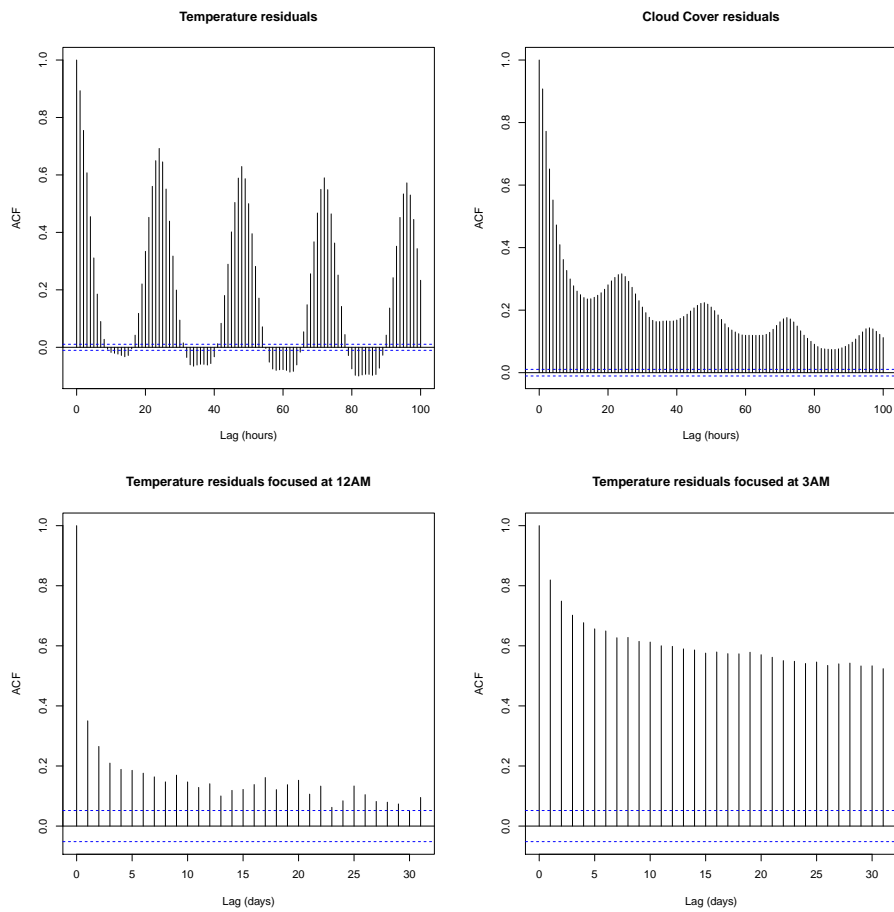 Temperature residuals
ACF
0.0 0.2 0.4 0.6 0.8 1.0
0 20 40 60 80 100
Lag (hours)
Cloud Cover residuals
ACF
0.0 0.2 0.4 0.6 0.8 1.0
0 20 40 60 80 100
Lag (hours)
Temperature residuals focused at 12AM
ACF
0.0 0.2 0.4 0.6 0.8 1.0
0 5 10 15 20 25 30
Lag (days)
Temperature residuals focused at 3AM
ACF
0.0 0.2 0.4 0.6 0.8 1.0
0 5 10 15 20 25 30
Lag (days)